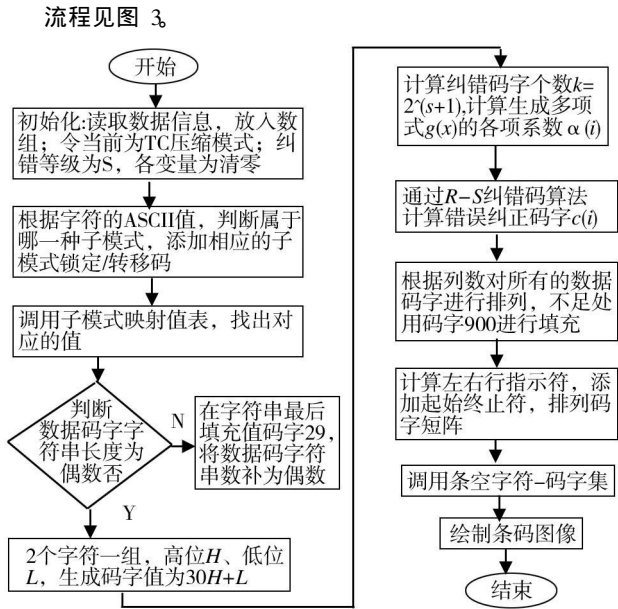 流程见图 3。
开始
初始化:读取数据信息，放入数
组；令当前为TC压缩模式；纠
错等级为S，各变量为清零
根据字符的ASCII值，判断属于
哪一种子模式，添加相应的子
模式锁定/转移码
调用子模式映射值表，找出对
应的值
判断
数据码字字
符串长度为
偶数否
N
在字符串最后
填充值码字29，
将数据码字符
串数补为偶数
Y
2个字符一组，高位H、低位
L，生成码字值为30H+L
计算纠错码字个数k=
2^(s+1),计算生成多项
式g(x)的各项系数α(i)
通过R-S纠错码算法
计算错误纠正码字c(i)
根据列数对所有的数据
码字进行排列，不足处
用码字900进行填充
计算左右行指示符，添
加起始终止符，排列码
字短阵
调用条空字符-码字集
绘制条码图像
结束